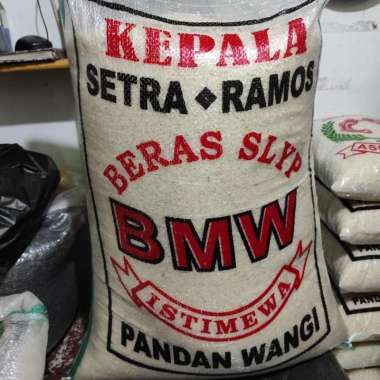 KEPALA
SETRA ◆ RAMOS
BERAS SLYP
BMW
ISTIMEWA
PANDAN WANGI